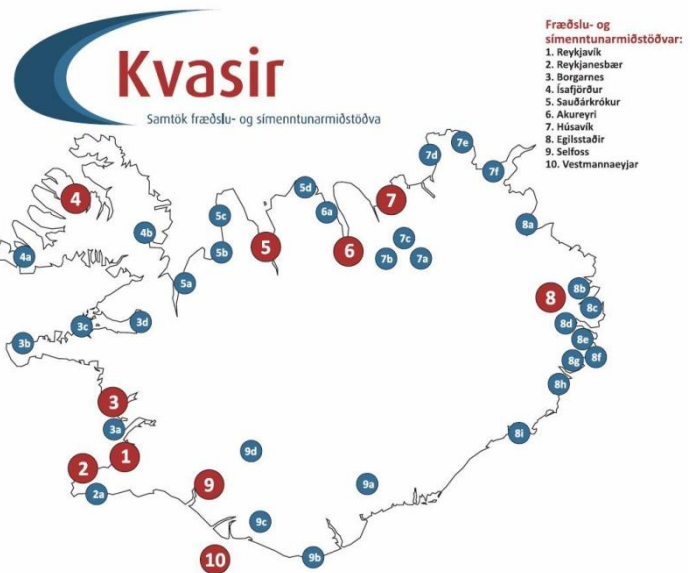 Kvasir
Samtök fræðslu- og símenntunarmiðstöðva
Fræðslu- og
símenntunarmiðstöðvar:
1. Reykjavík
2. Reykjanesbær
3. Borgarnes
4. Ísafjörður
5. Sauðárkrókur
6. Akureyri
7. Húsavík
8. Egilsstaðir
9. Selfoss
10. Vestmannaeyjar
7e
7d
7f
4
7
5d
5c
6a
8a
4b
7c
5
6
5b
4a
7b
7a
5a
8b
8
8c
3d
3c
8d
3b
8e
8g
8f
8h
3
3a
8i
9d
1
2
9
9a
2a
9c
9b
10